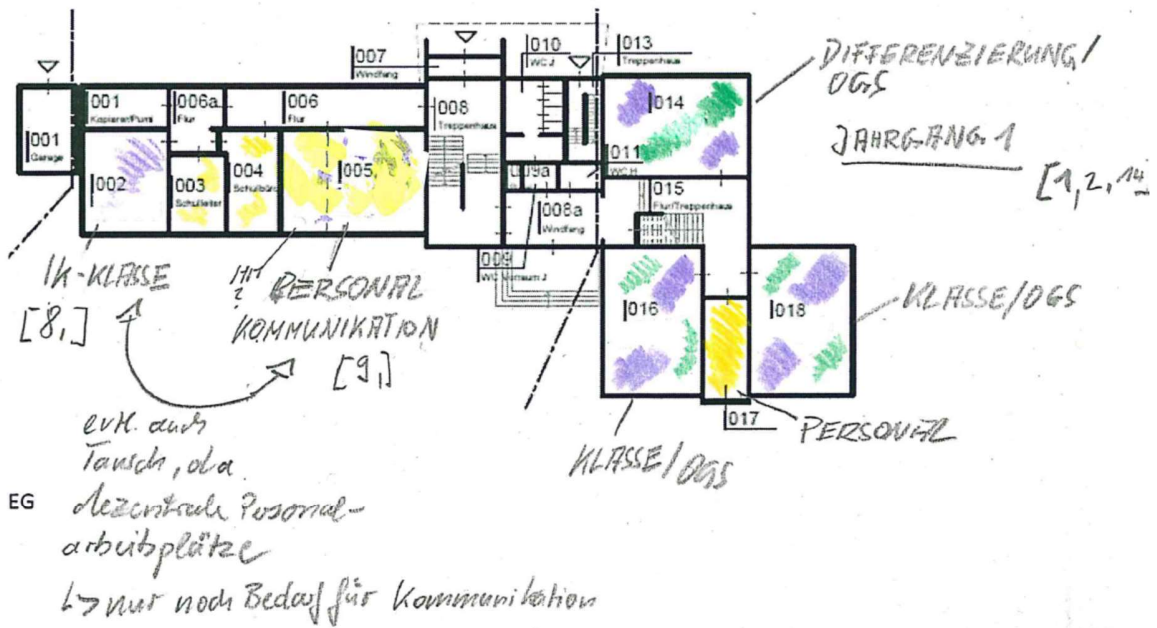 007
Windfang
010
WC J
013
Treppenhaus
DIFFERENZIERUNG/
OGS
JAHRGANG 1
[1, 2, 14
001
Garage
001
Kopierer/Putzmi
006a
Flur
006
Flur
008
Treppenhaus
014
011
WC H
002
003
Schulleiter
004
Schulbüro
005
009a
008a
Windfang
015
Flur/Treppenhaus
009
WC Vorraum J
016
018
017
IK-KLASSE
[8,]
PERSONAL
KOMMUNIKATION
[9,]
KLASSE/OGS
PERSONAL
KLASSE/OGS
evtl. auch
Tausch, da
EG
dezentrale Personal-
arbeitsplätze
↳ nur noch Bedarf für Kommunikation